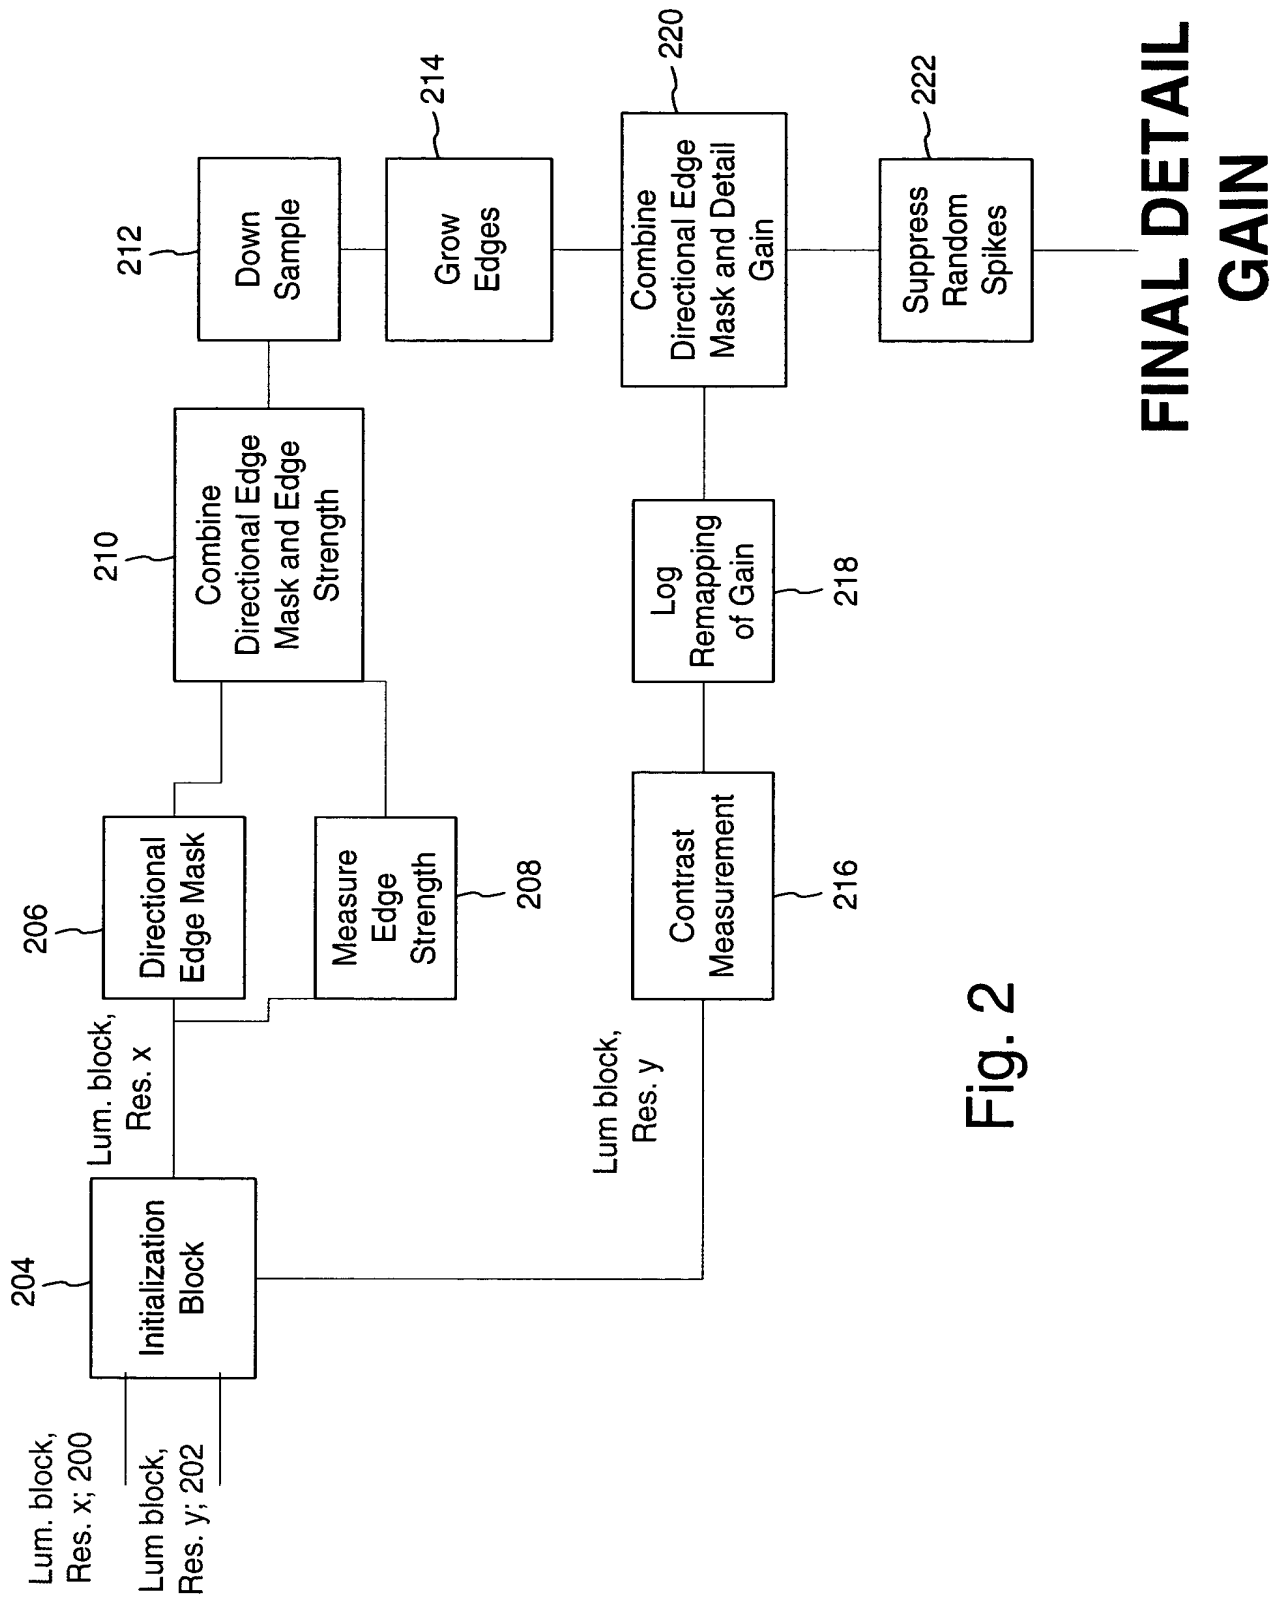 Lum. block,
Res. x; 200
Lum block,
Res. y; 202
204
Initialization
Block
Lum. block,
Res. x
206
Directional
Edge Mask
Measure
Edge
Strength
208
210
Combine
Directional Edge
Mask and Edge
Strength
212
Down
Sample
214
Grow
Edges
Lum block,
Res. y
Contrast
Measurement
216
Log
Remapping
of Gain
218
220
Combine
Directional Edge
Mask and Detail
Gain
222
Suppress
Random
Spikes
FINAL DETAIL
GAIN
Fig. 2